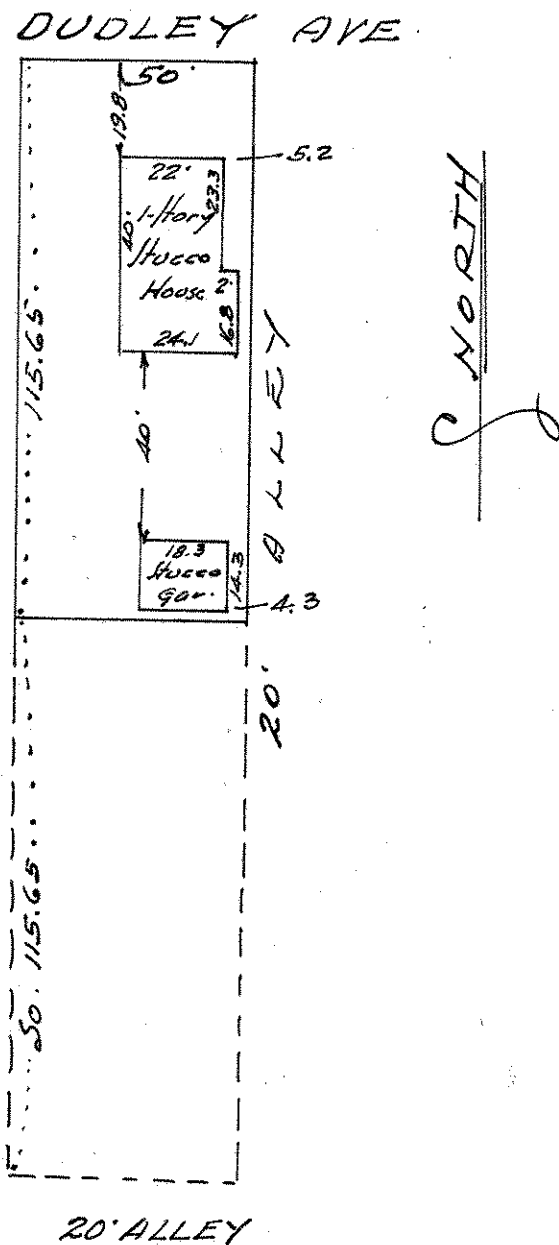 DUDLEY AVE.
50'
19.8
5.2
22'
23.3
1-Story
40'
Stucco
House
2'
16.8
24.1
115.65
NORTH
ALLEY
40'
18.3
Stucco
14.3
Gar.
4.3
20'
So. 115.65
20' ALLEY